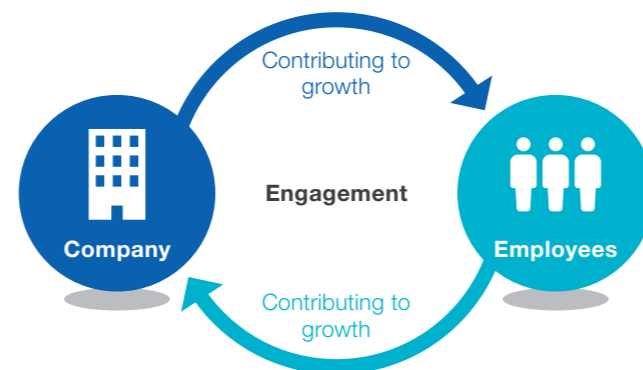 Contributing to
growth
Engagement
Company
Employees
Contributing to
growth